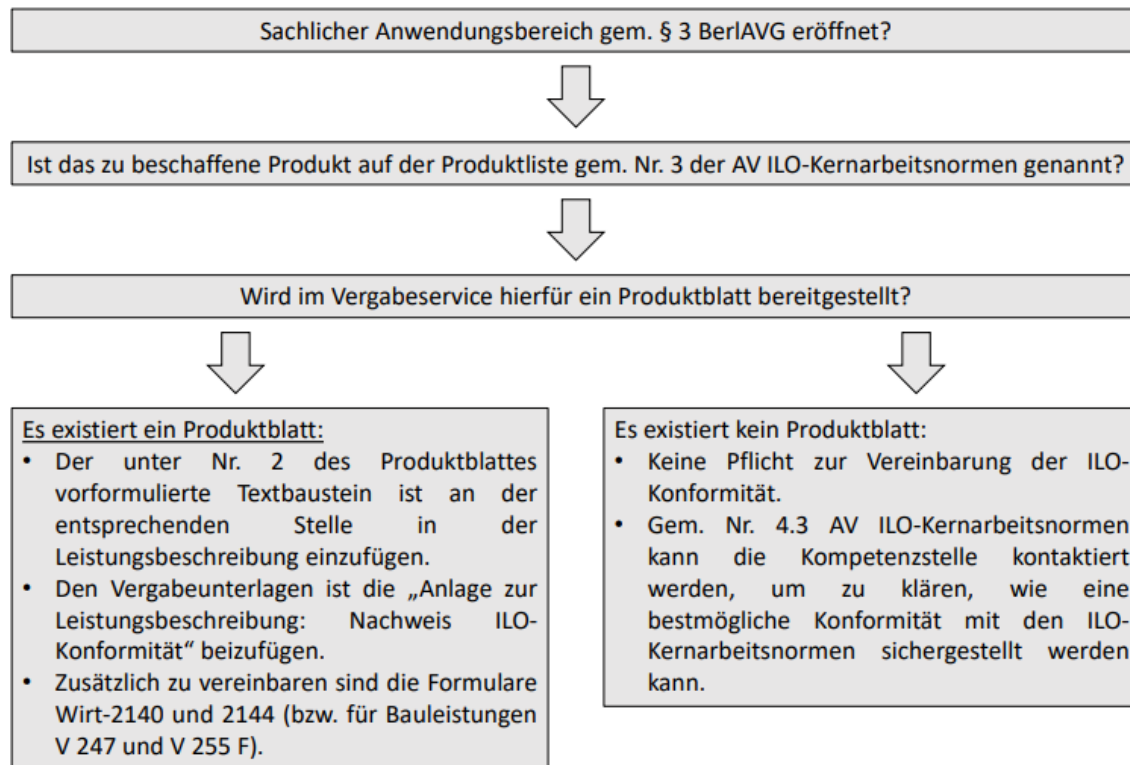 Sachlicher Anwendungsbereich gem. § 3 BerlAVG eröffnet?
Ist das zu beschaffene Produkt auf der Produktliste gem. Nr. 3 der AV ILO-Kernarbeitsnormen genannt?
Wird im Vergabeservice hierfür ein Produktblatt bereitgestellt?
Es existiert ein Produktblatt:
• Der unter Nr. 2 des Produktblattes
vorformulierte Textbaustein ist an der
entsprechenden Stelle in der
Leistungsbeschreibung einzufügen.
• Den Vergabeunterlagen ist die „Anlage zur
Leistungsbeschreibung: Nachweis ILO-
Konformität“ beizufügen.
• Zusätzlich zu vereinbaren sind die Formulare
Wirt-2140 und 2144 (bzw. für Bauleistungen
V 247 und V 255 F).
Es existiert kein Produktblatt:
• Keine Pflicht zur Vereinbarung der ILO-
Konformität.
• Gem. Nr. 4.3 AV ILO-Kernarbeitsnormen
kann die Kompetenzstelle kontaktiert
werden, um zu klären, wie eine
bestmögliche Konformität mit den ILO-
Kernarbeitsnormen sichergestellt werden
kann.